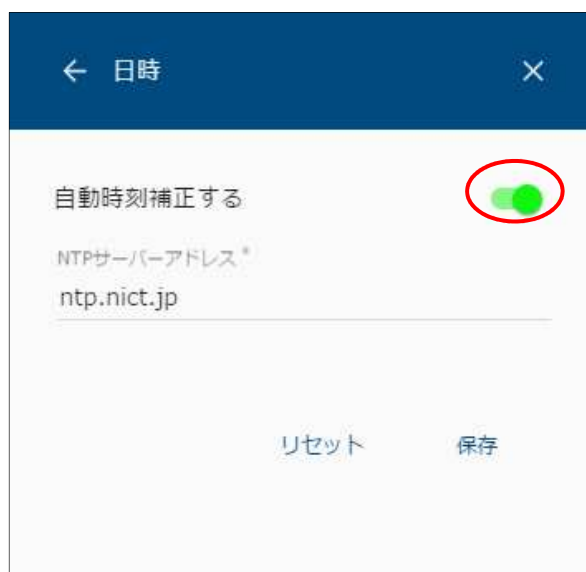 ← 日時 ×
自動時刻補正する
NTPサーバーアドレス *
ntp.nict.jp
リセット 保存